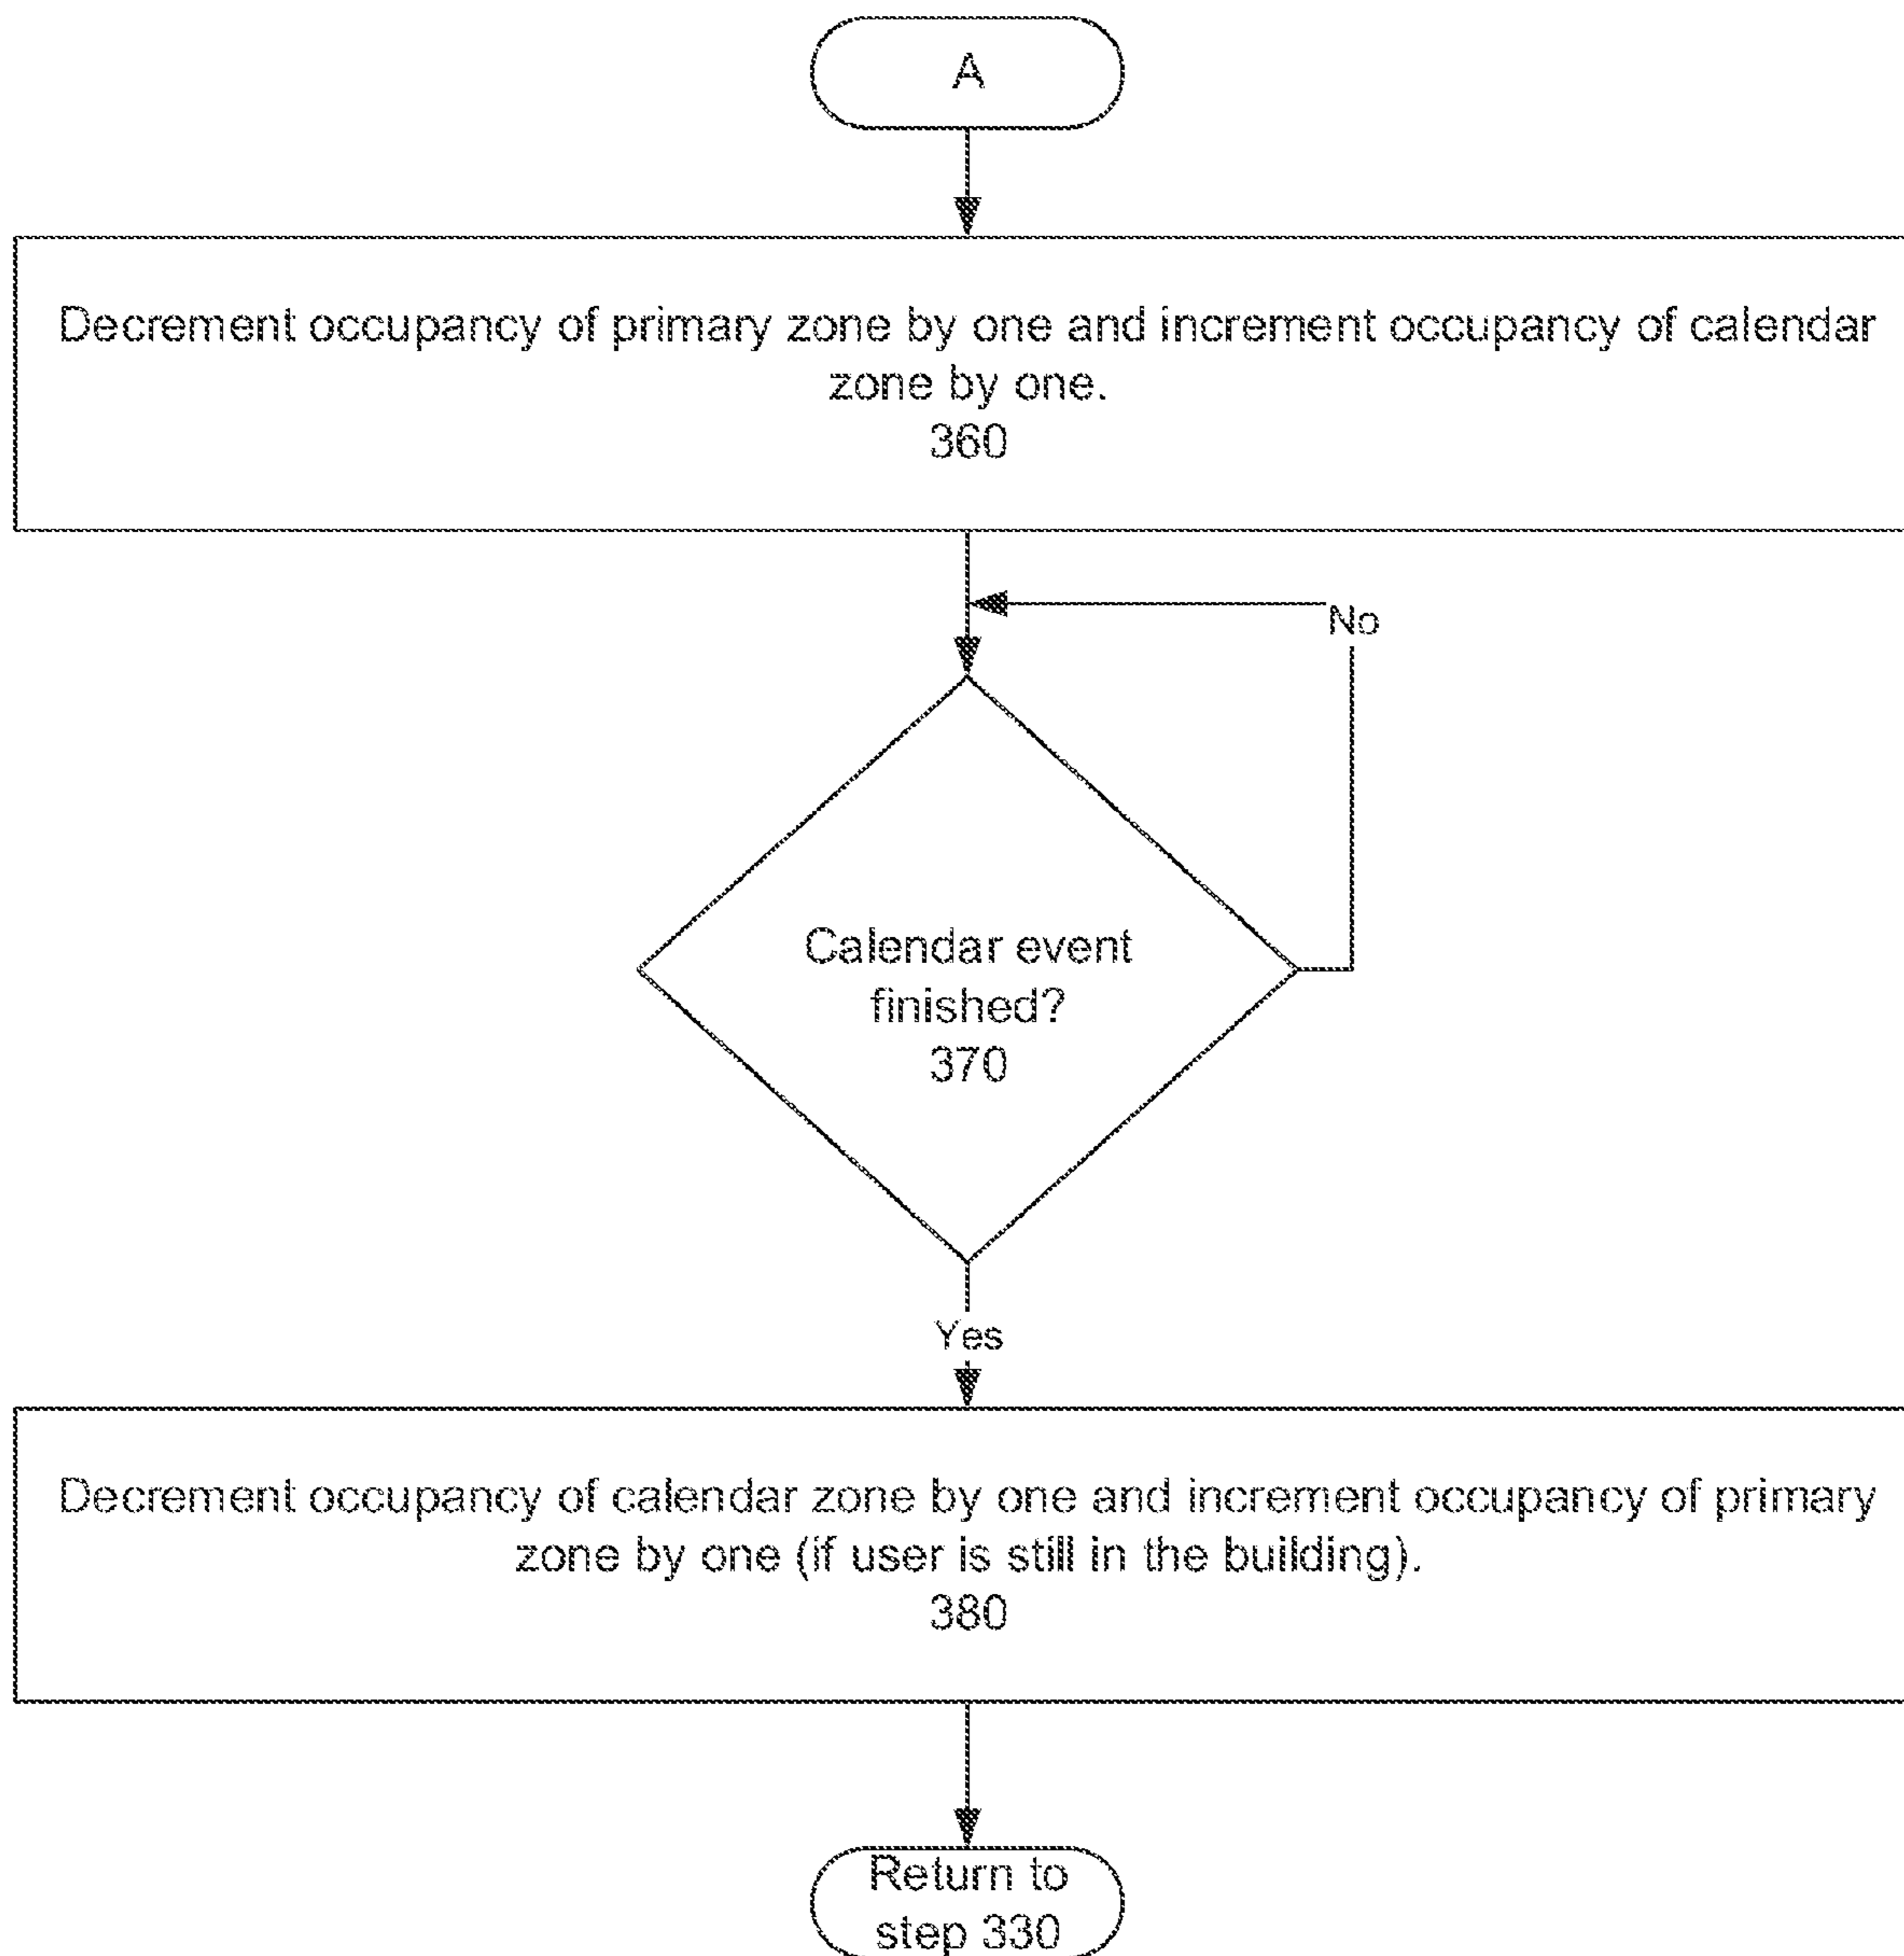 A
Decrement occupancy of primary zone by one and increment occupancy of calendar
zone by one.
360
No
Calendar event
finished?
370
Yes
Decrement occupancy of calendar zone by one and increment occupancy of primary
zone by one (if user is still in the building).
380
Return to
step 330